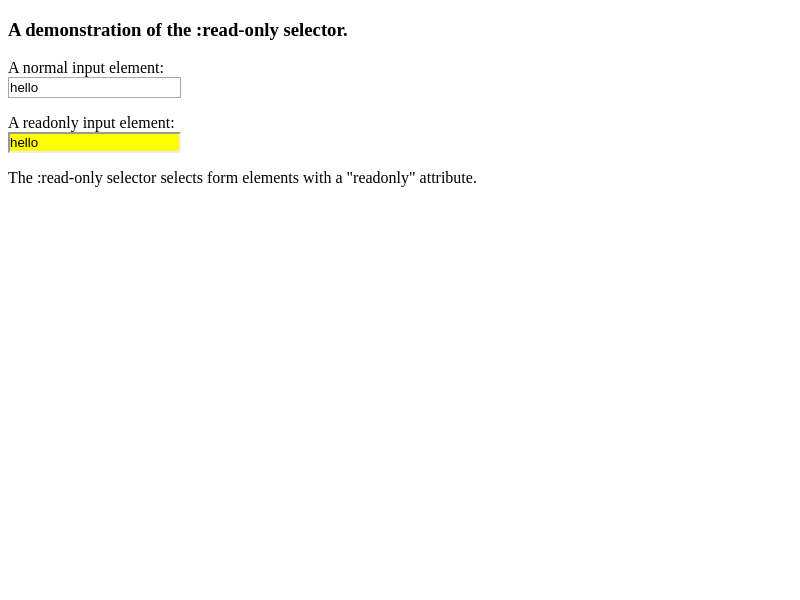 A demonstration of the :read-only selector.
A normal input element:
hello
A readonly input element:
hello
The :read-only selector selects form elements with a "readonly" attribute.